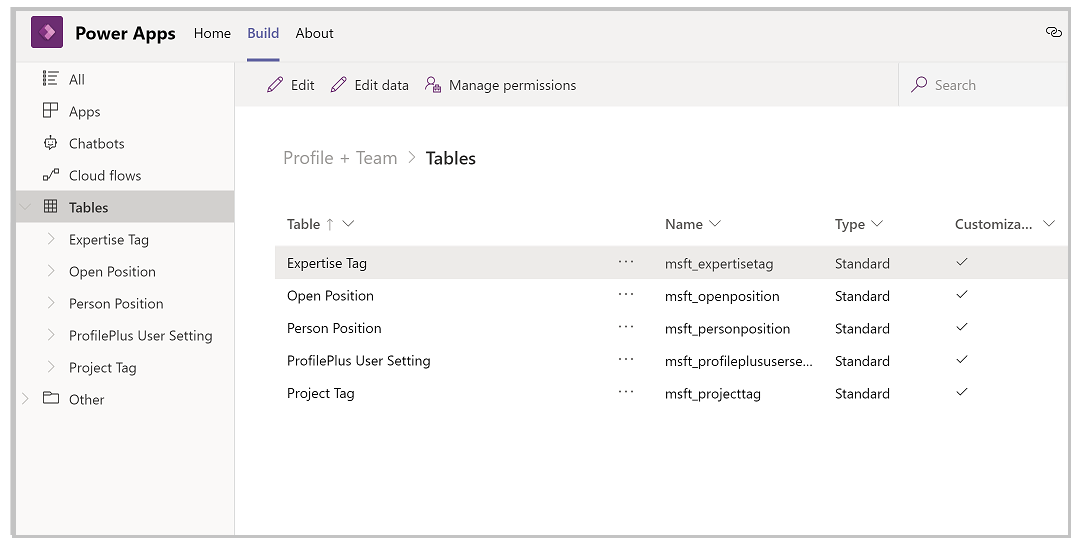 Power Apps Home Build About
All
Apps
Chatbots
Cloud flows
Tables
Expertise Tag
Open Position
Person Position
ProfilePlus User Setting
Project Tag
Other
Edit Edit data Manage permissions Search
Profile + Team > Tables
Table ↑ Name Type Customiza...
Expertise Tag ... msft_expertisetag Standard ✓
Open Position ... msft_openposition Standard ✓
Person Position ... msft_personposition Standard ✓
ProfilePlus User Setting ... msft_profileplususerse... Standard ✓
Project Tag ... msft_projecttag Standard ✓